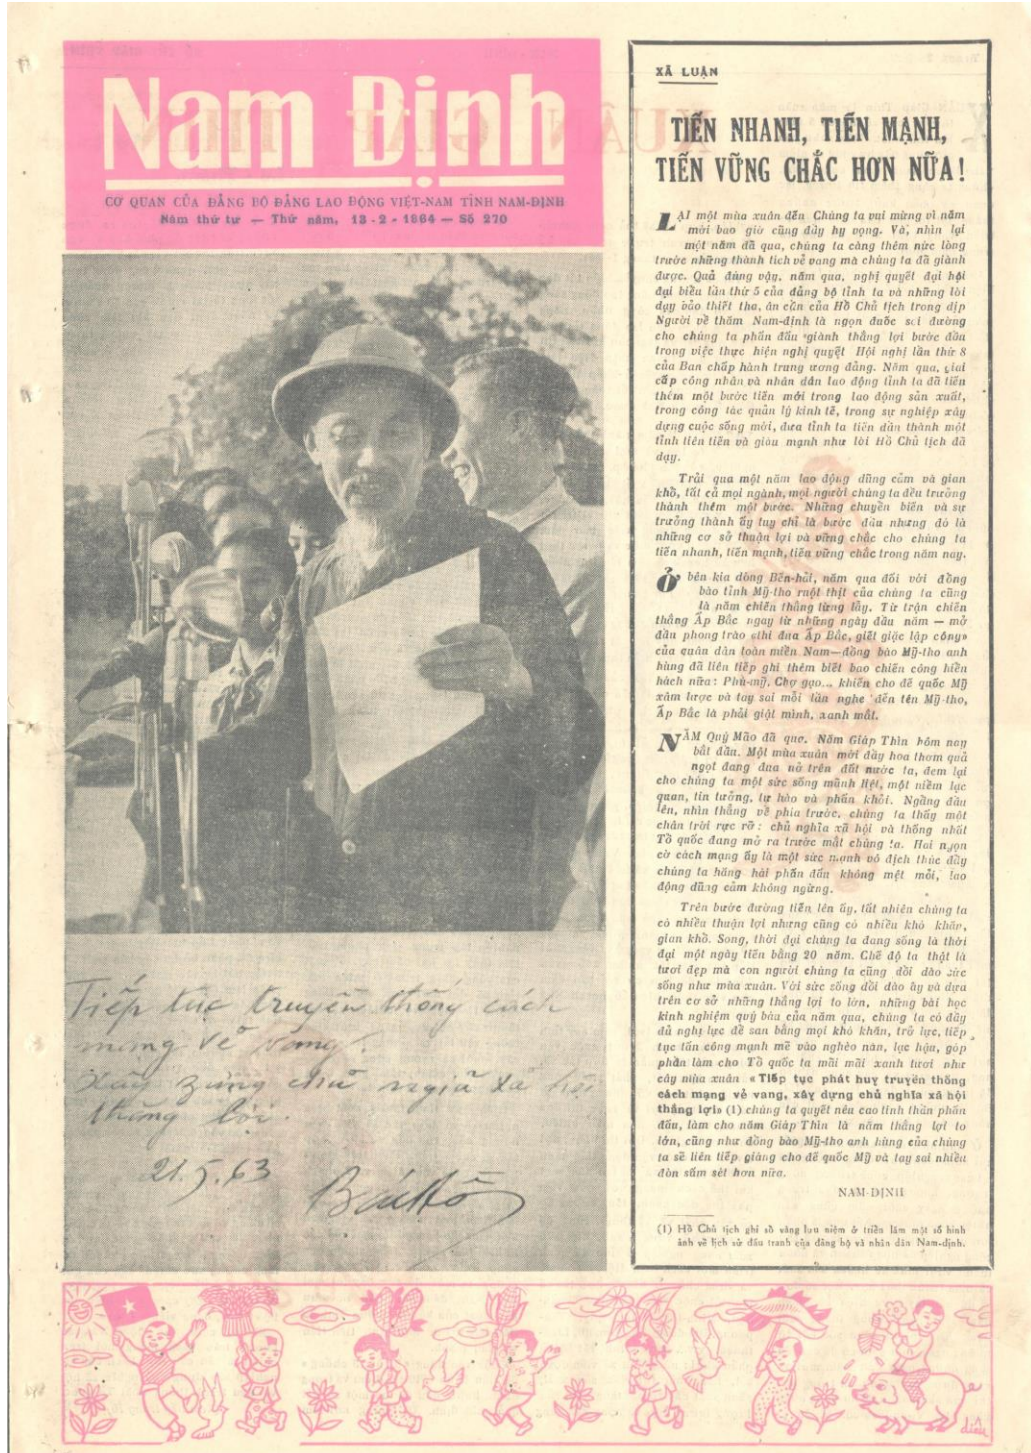 Nam Định
CƠ QUAN CỦA ĐẢNG BỘ ĐẢNG LAO ĐỘNG VIỆT-NAM TỈNH NAM-ĐỊNH
Năm thứ tư — Thứ năm, 13-2-1964 — Số 270
Tiếp tục truyền thống cách
mạng vẻ vang.
Xây zựng chủ ngiã xã hội
thắng lợi.
21.5.63
Bác Hồ
XÃ LUẬN
TIẾN NHANH, TIẾN MẠNH,
TIẾN VỮNG CHẮC HƠN NỮA!
LẠI một mùa xuân đến. Chúng ta vui mừng vì năm
mới bao giờ cũng đầy hy vọng. Và, nhìn lại
một năm đã qua, chúng ta càng thêm nức lòng
trước những thành tích vẻ vang mà chúng ta đã giành
được. Quả đúng vậy, năm qua, nghị quyết đại hội
đại biểu lần thứ 5 của đảng bộ tỉnh ta và những lời
dạy bảo thiết tha, ân cần của Hồ Chủ tịch trong dịp
Người về thăm Nam-định là ngọn đuốc soi đường
cho chúng ta phấn đấu giành thắng lợi bước đầu
trong việc thực hiện nghị quyết Hội nghị lần thứ 8
của Ban chấp hành trung ương đảng. Năm qua, giai
cấp công nhân và nhân dân lao động tỉnh ta đã tiến
thêm một bước tiến mới trong lao động sản xuất,
trong công tác quản lý kinh tế, trong sự nghiệp xây
dựng cuộc sống mới, đưa tỉnh ta tiến dần thành một
tỉnh tiên tiến và giàu mạnh như lời Hồ Chủ tịch đã
dạy.
Trải qua một năm lao động dũng cảm và gian
khổ, tất cả mọi ngành, mọi người chúng ta đều trưởng
thành thêm một bước. Những chuyển biến và sự
trưởng thành ấy tuy chỉ là bước đầu nhưng đó là
những cơ sở thuận lợi và vững chắc cho chúng ta
tiến nhanh, tiến mạnh, tiến vững chắc trong năm nay.
Ở bên kia dòng Bến-hải, năm qua đối với đồng
bào tỉnh Mỹ-tho ruột thịt của chúng ta cũng
là năm chiến thắng lừng lẫy. Từ trận chiến
thắng Ấp Bắc ngay từ những ngày đầu năm — mở
đầu phong trào «thi đua Ấp Bắc, giết giặc lập công»
của quân dân toàn miền Nam—đồng bào Mỹ-tho anh
hùng đã liên tiếp ghi thêm biết bao chiến công hiển
hách nữa: Phú-mỹ, Chợ gạo... khiến cho đế quốc Mỹ
xâm lược và tay sai mỗi lần nghe đến tên Mỹ-tho,
Ấp Bắc là phải giật mình, xanh mắt.
NĂM Quý Mão đã qua. Năm Giáp Thìn hôm nay
bắt đầu. Một mùa xuân mới đầy hoa thơm quả
ngọt đang đua nở trên đất nước ta, đem lại
cho chúng ta một sức sống mãnh liệt, một niềm lạc
quan, tin tưởng, tự hào và phấn khởi. Ngẩng đầu
lên, nhìn thẳng về phía trước, chúng ta thấy một
chân trời rực rỡ: chủ nghĩa xã hội và thống nhất
Tổ quốc đang mở ra trước mắt chúng ta. Hai ngọn
cờ cách mạng ấy là một sức mạnh vô địch thúc đẩy
chúng ta hăng hái phấn đấu không mệt mỏi, lao
động dũng cảm không ngừng.
Trên bước đường tiến lên ấy, tất nhiên chúng ta
có nhiều thuận lợi nhưng cũng có nhiều khó khăn,
gian khổ. Song, thời đại chúng ta đang sống là thời
đại một ngày tiến bằng 20 năm. Chế độ ta thật là
tươi đẹp mà con người chúng ta cũng dồi dào sức
sống như mùa xuân. Với sức sống dồi dào ấy và dựa
trên cơ sở những thắng lợi to lớn, những bài học
kinh nghiệm quý báu của năm qua, chúng ta có đầy
đủ nghị lực để san bằng mọi khó khăn, trở lực, tiếp
tục tấn công mạnh mẽ vào nghèo nàn, lạc hậu, góp
phần làm cho Tổ quốc ta mãi mãi xanh tươi như
cây mùa xuân «Tiếp tục phát huy truyền thống
cách mạng vẻ vang, xây dựng chủ nghĩa xã hội
thắng lợi» (1) chúng ta quyết nêu cao tinh thần phấn
đấu, làm cho năm Giáp Thìn là năm thắng lợi to
lớn, cũng như đồng bào Mỹ-tho anh hùng của chúng
ta sẽ liên tiếp giáng cho đế quốc Mỹ và tay sai nhiều
đòn sấm sét hơn nữa.
NAM-ĐỊNH
(1) Hồ Chủ tịch ghi sổ vàng lưu niệm ở triển lãm một số hình
ảnh về lịch sử đấu tranh của đảng bộ và nhân dân Nam-định.